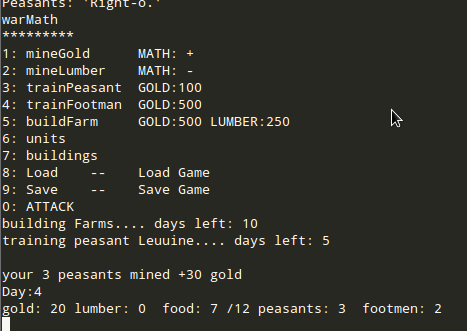 Peasants: 'Right-o.'
warMath
*********
1: mineGold     MATH: +
2: mineLumber   MATH: -
3: trainPeasant GOLD:100
4: trainFootman GOLD:500
5: buildFarm    GOLD:500 LUMBER:250
6: units
7: buildings
8: Load    --    Load Game
9: Save    --    Save Game
0: ATTACK
building Farms.... days left: 10
training peasant Leuuine.... days left: 5
your 3 peasants mined +30 gold
Day:4
gold: 20 lumber: 0  food: 7 /12 peasants: 3  footmen: 2